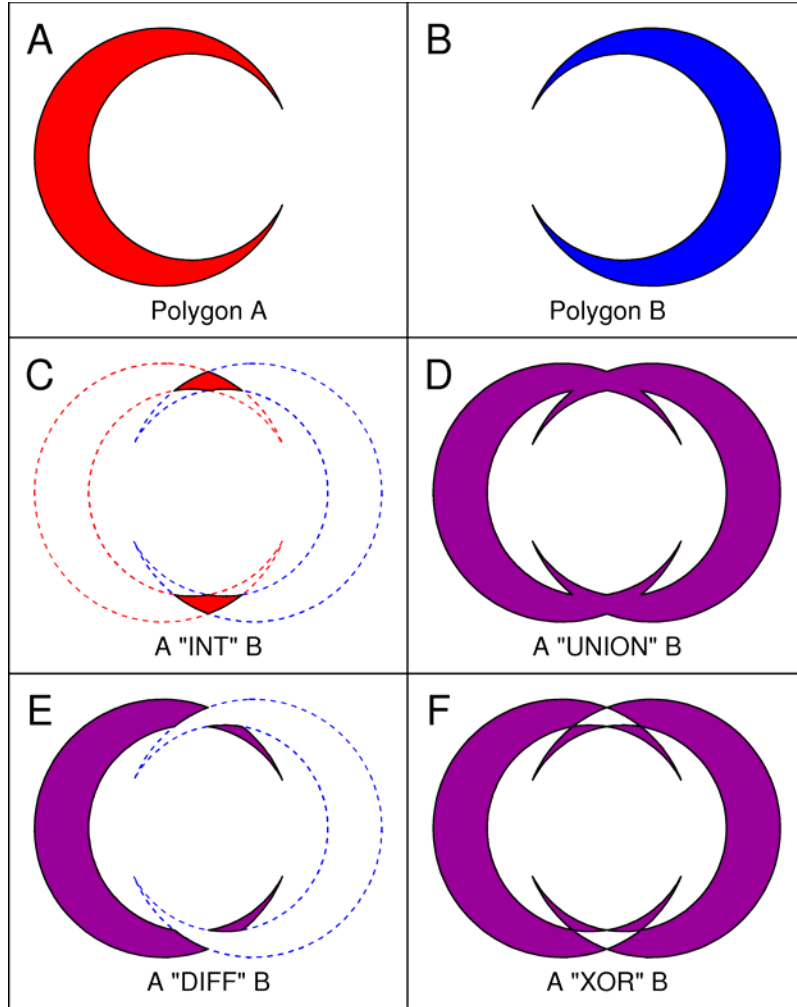 A
Polygon A
B
Polygon B
C
A "INT" B
D
A "UNION" B
E
A "DIFF" B
F
A "XOR" B